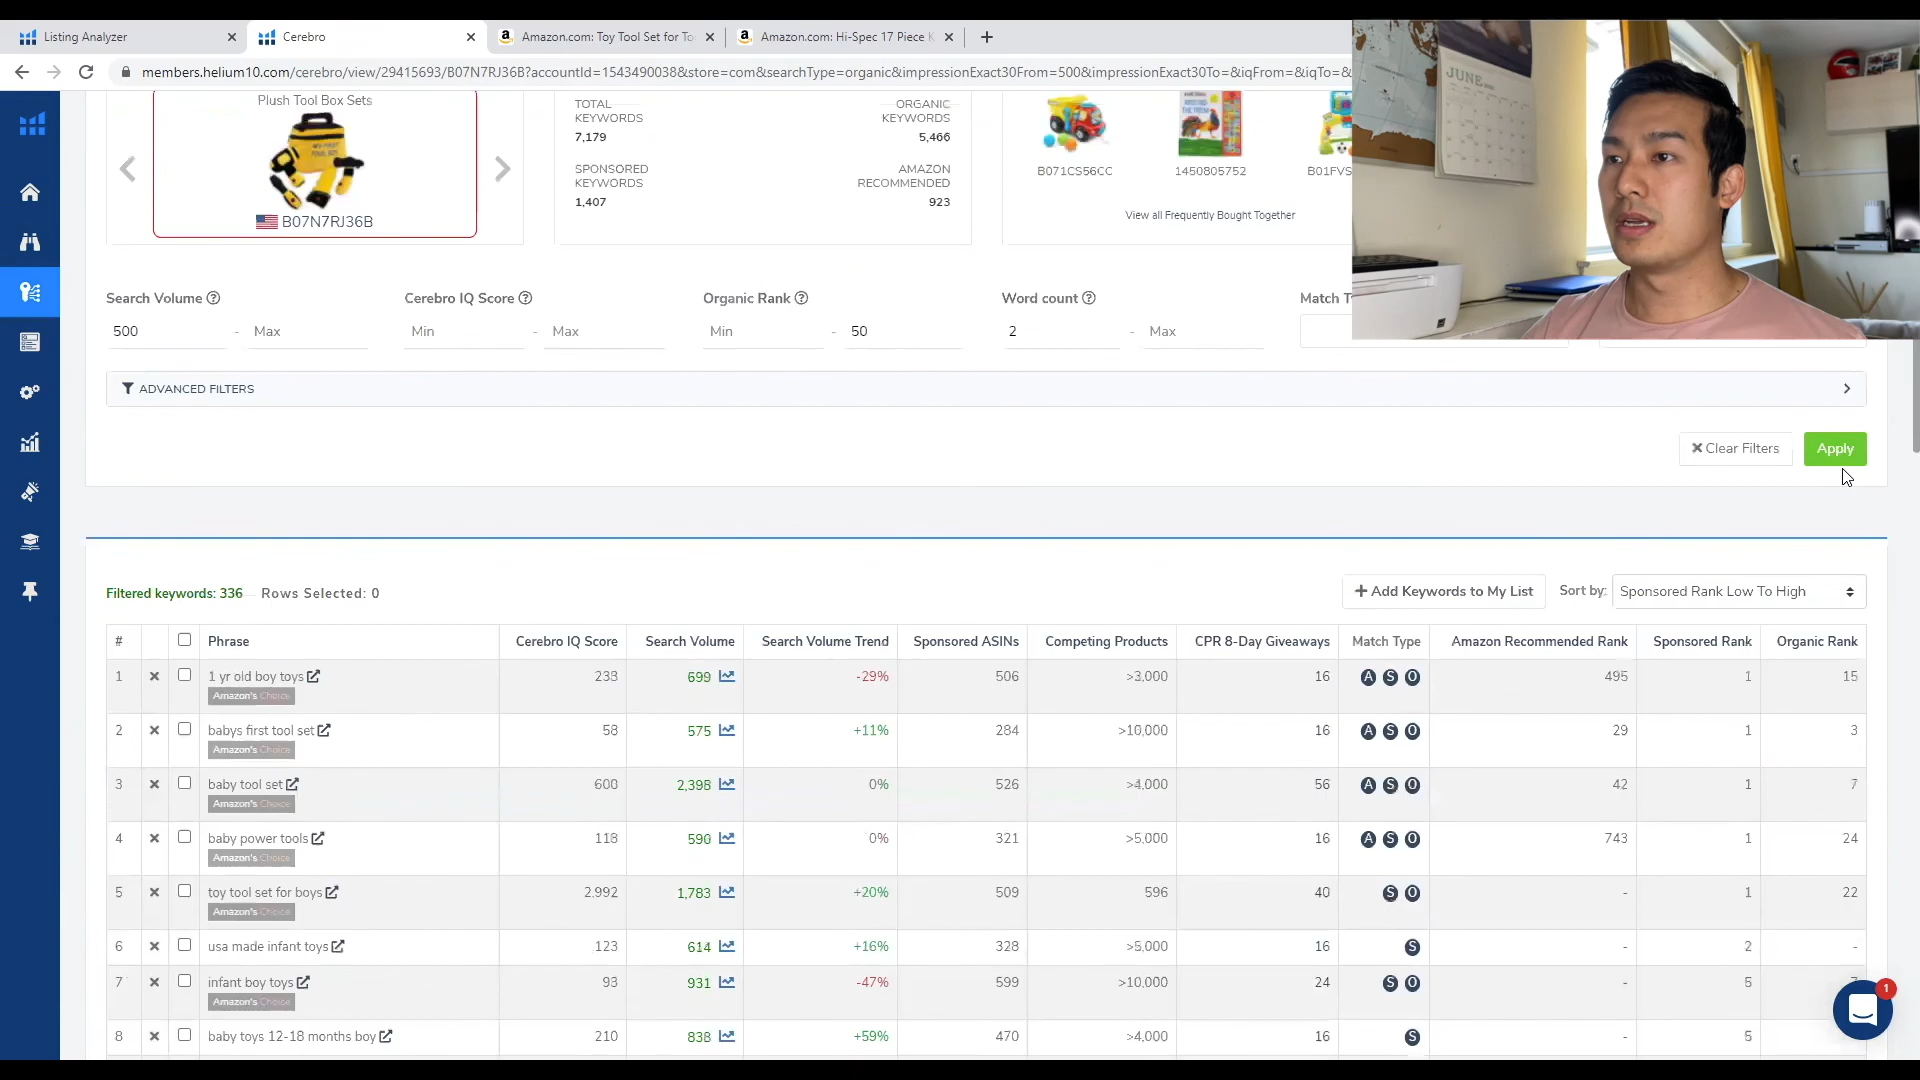 Listing Analyzer
Cerebro
Amazon.com: Toy Tool Set for To
Amazon.com: Hi-Spec 17 Piece K
members.helium10.com/cerebro/view/29415693/B07N7RJ36B?accountId=1543490038&store=com&searchType=organic&impressionExact30From=500&impressionExact30To=&iqFrom=&iqTo=&
Plush Tool Box Sets
B07N7RJ36B
TOTAL KEYWORDS
7,179
ORGANIC KEYWORDS
5,466
SPONSORED KEYWORDS
1,407
AMAZON RECOMMENDED
923
B071CS56CC
1450805752
B01FVS
View all Frequently Bought Together
JUNE
Search Volume
Cerebro IQ Score
Organic Rank
Word count
Match T
500 - Max
Min - Max
Min - 50
2 - Max
ADVANCED FILTERS
Clear Filters
Apply
Filtered keywords: 336
Rows Selected: 0
+ Add Keywords to My List
Sort by:
Sponsored Rank Low To High
# Phrase Cerebro IQ Score Search Volume Search Volume Trend Sponsored ASINs Competing Products CPR 8-Day Giveaways Match Type Amazon Recommended Rank Sponsored Rank Organic Rank
1 1 yr old boy toys 238 699 -29% 506 >3,000 16 A S O 495 1 15
Amazon's Choice
2 babys first tool set 58 575 +11% 284 >10,000 16 A S O 29 1 3
Amazon's Choice
3 baby tool set 600 2,398 0% 526 >4,000 56 A S O 42 1 7
Amazon's Choice
4 baby power tools 118 590 0% 321 >5,000 16 A S O 743 1 24
Amazon's Choice
5 toy tool set for boys 2,992 1,783 +20% 509 596 40 S O - 1 22
Amazon's Choice
6 usa made infant toys 123 614 +16% 328 >5,000 16 S - 2 -
7 infant boy toys 93 931 -47% 599 >10,000 24 S O - 5
Amazon's Choice
1
8 baby toys 12-18 months boy 210 838 +59% 470 >4,000 16 S - 5